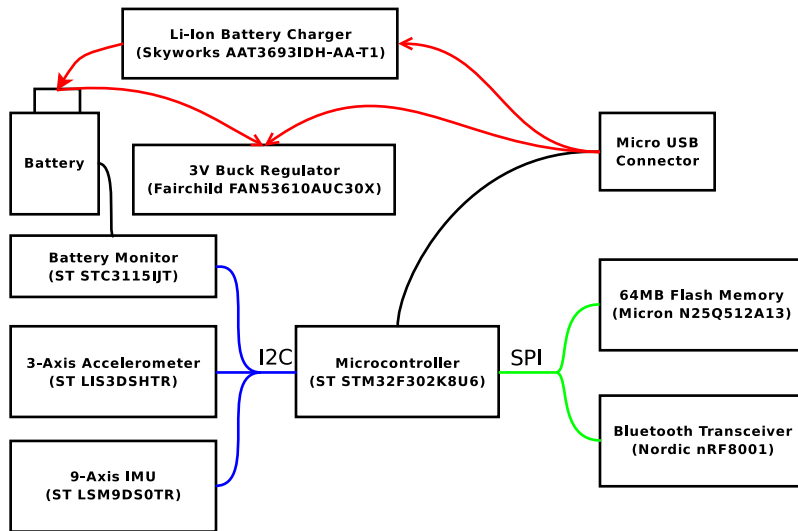 Li-Ion Battery Charger
(Skyworks AAT3693IDH-AA-T1)
Battery
3V Buck Regulator
(Fairchild FAN53610AUC30X)
Micro USB
Connector
Battery Monitor
(ST STC3115IJT)
64MB Flash Memory
(Micron N25Q512A13)
3-Axis Accelerometer
(ST LIS3DSHTR)
I2C
Microcontroller
(ST STM32F302K8U6)
SPI
Bluetooth Transceiver
(Nordic nRF8001)
9-Axis IMU
(ST LSM9DS0TR)